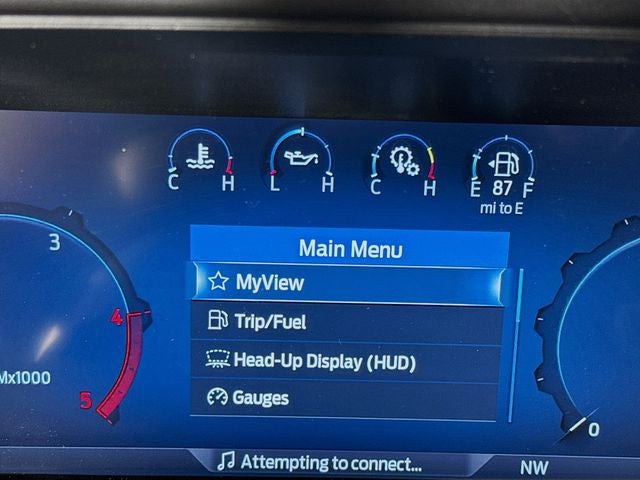 C H L H C H E 87 F
mi to E
Main Menu
MyView
Trip/Fuel
Head-Up Display (HUD)
Gauges
3
4
5
Mx1000
0
Attempting to connect...
NW